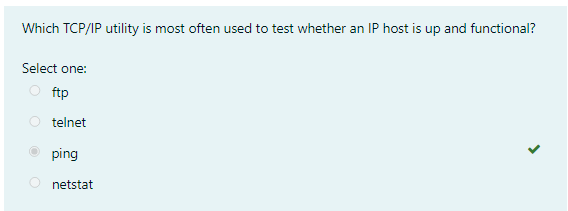 Which TCP/IP utility is most often used to test whether an IP host is up and functional?
Select one:
ftp
telnet
ping
netstat